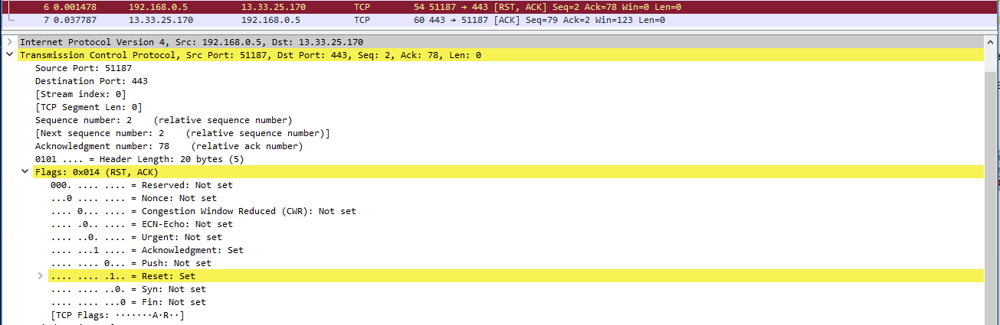 6 0.001478 192.168.0.5 13.33.25.170 TCP 54 51187 → 443 [RST, ACK] Seq=2 Ack=78 Win=0 Len=0
7 0.037787 13.33.25.170 192.168.0.5 TCP 60 443 → 51187 [ACK] Seq=79 Ack=2 Win=123 Len=0
Internet Protocol Version 4, Src: 192.168.0.5, Dst: 13.33.25.170
Transmission Control Protocol, Src Port: 51187, Dst Port: 443, Seq: 2, Ack: 78, Len: 0
Source Port: 51187
Destination Port: 443
[Stream index: 0]
[TCP Segment Len: 0]
Sequence number: 2    (relative sequence number)
[Next sequence number: 2    (relative sequence number)]
Acknowledgment number: 78    (relative ack number)
0101 .... = Header Length: 20 bytes (5)
Flags: 0x014 (RST, ACK)
000. .... .... = Reserved: Not set
...0 .... .... = Nonce: Not set
.... 0... .... = Congestion Window Reduced (CWR): Not set
.... .0.. .... = ECN-Echo: Not set
.... ..0. .... = Urgent: Not set
.... ...1 .... = Acknowledgment: Set
.... .... 0... = Push: Not set
.... .... .1.. = Reset: Set
.... .... ..0. = Syn: Not set
.... .... ...0 = Fin: Not set
[TCP Flags: ·······A·R··]